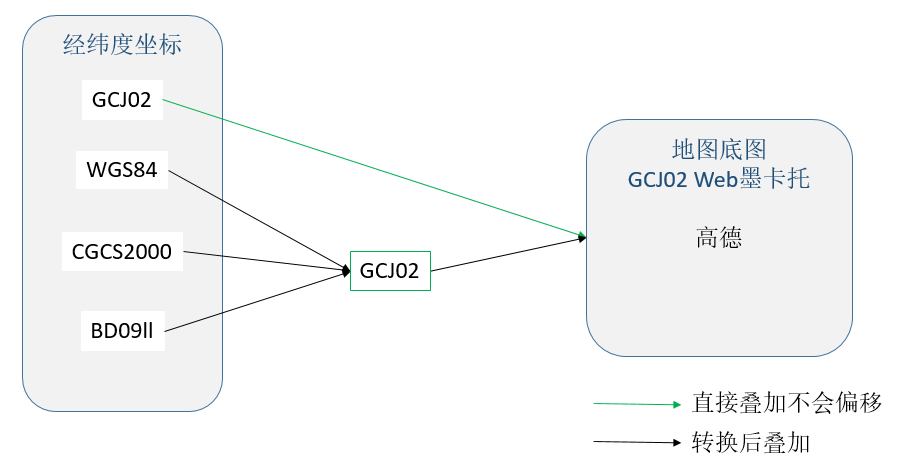 经纬度坐标
GCJ02
WGS84
CGCS2000
BD09ll
GCJ02
地图底图
GCJ02 Web墨卡托
高德
直接叠加不会偏移
转换后叠加